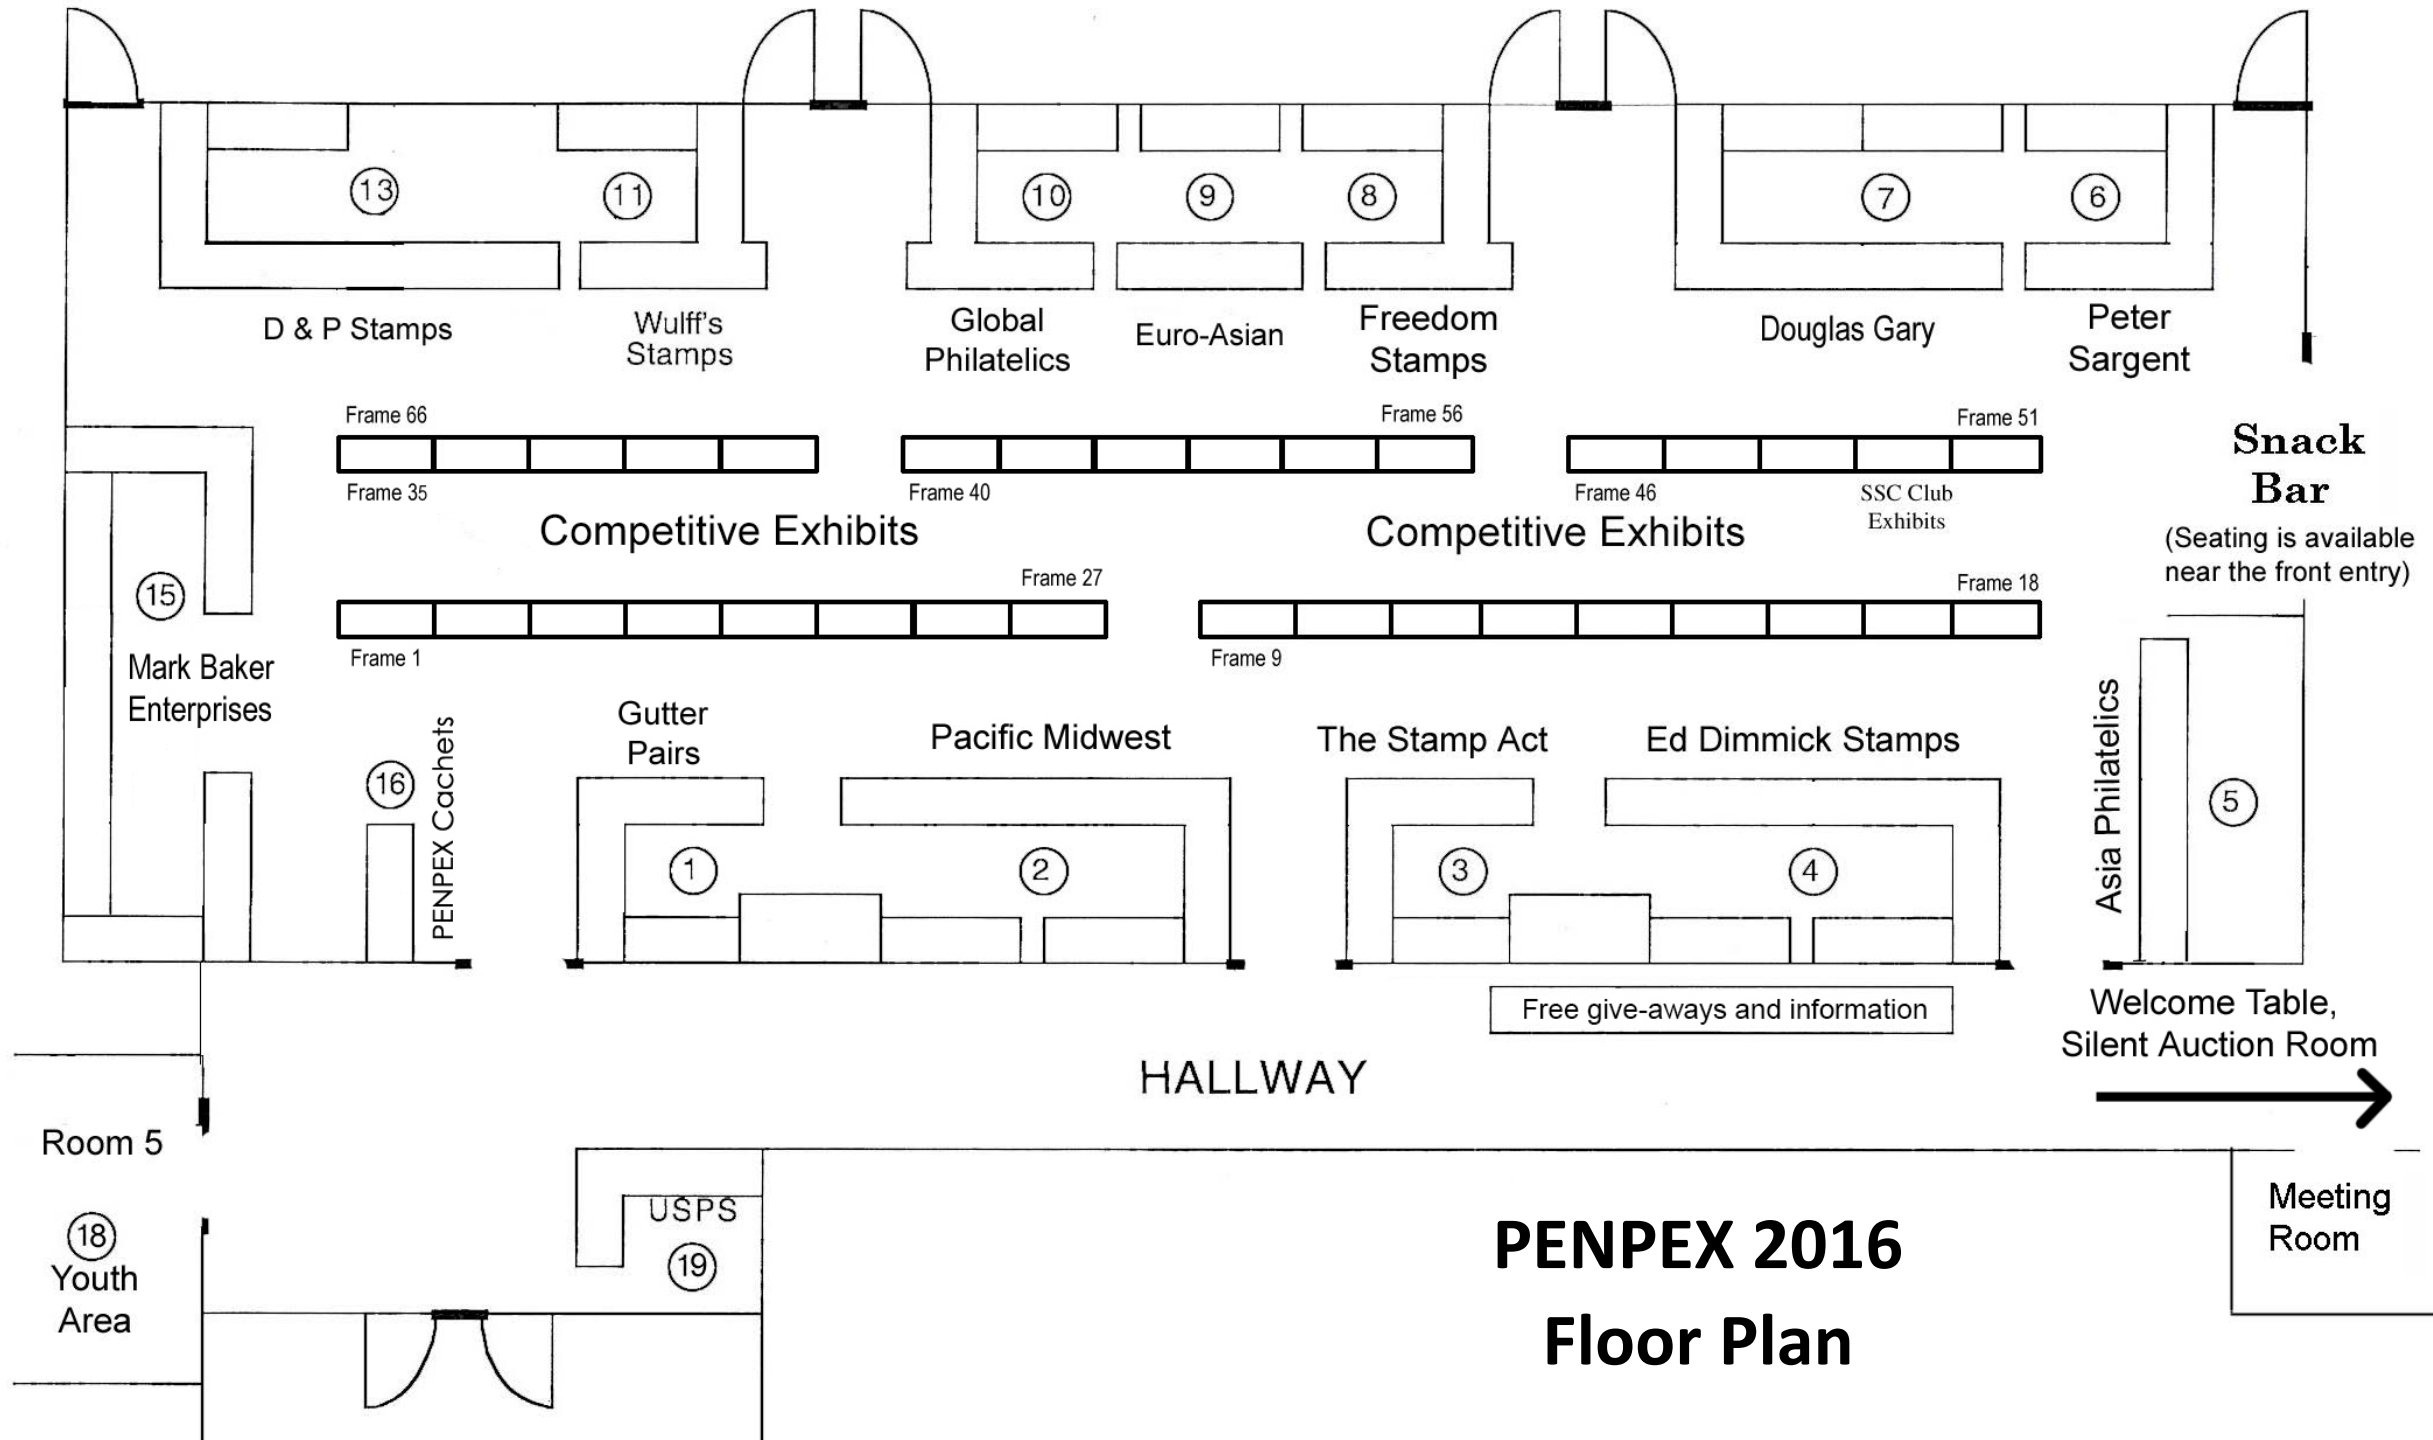 13
11
10
9
8
7
6
D & P Stamps
Wulff's
Stamps
Global
Philatelics
Euro-Asian
Freedom
Stamps
Douglas Gary
Peter
Sargent
Frame 66
Frame 56
Frame 51
Frame 35
Frame 40
Frame 46
SSC Club
Exhibits
Snack
Bar
(Seating is available
near the front entry)
Competitive Exhibits
Competitive Exhibits
15
Mark Baker
Enterprises
Frame 27
Frame 18
Frame 1
Frame 9
16
PENPEX Cachets
Gutter
Pairs
Pacific Midwest
The Stamp Act
Ed Dimmick Stamps
Asia Philatelics
1
2
3
4
5
Free give-aways and information
Welcome Table,
Silent Auction Room
HALLWAY
Room 5
18
Youth
Area
USPS
19
PENPEX 2016
Floor Plan
Meeting
Room